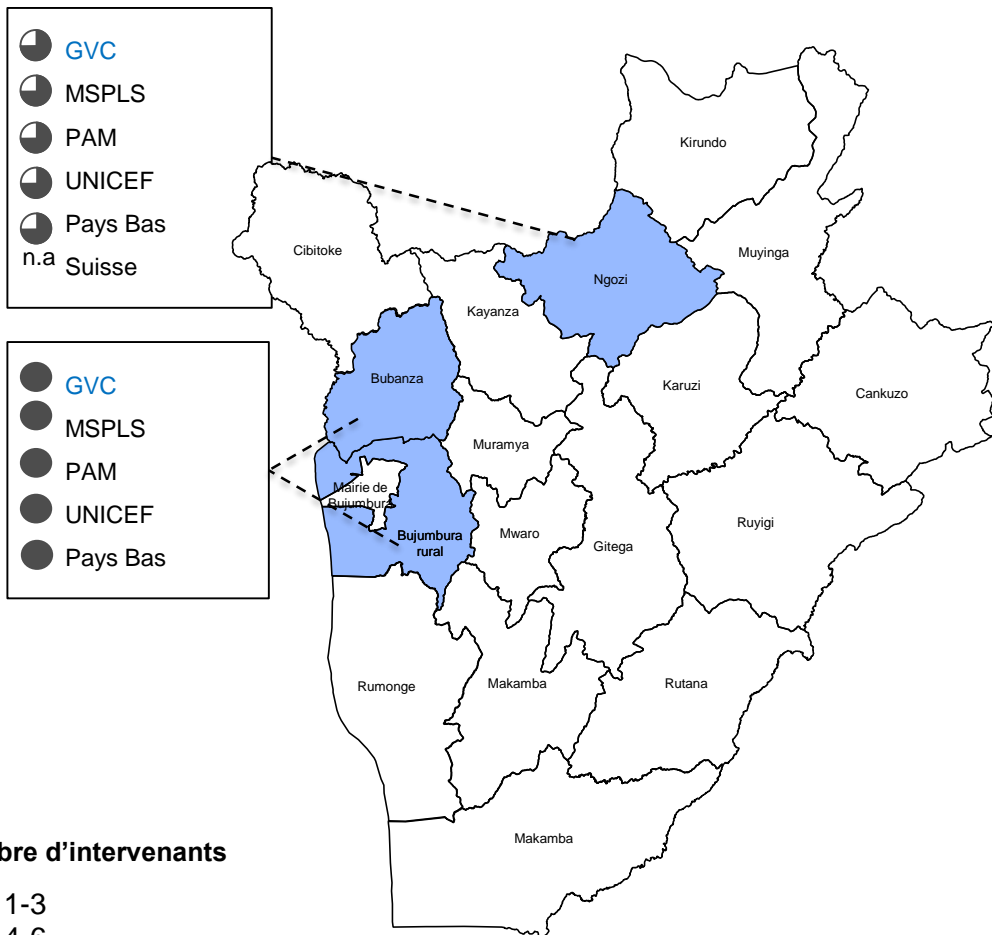 GVC
MSPLS
PAM
UNICEF
Pays Bas
n.a Suisse
GVC
MSPLS
PAM
UNICEF
Pays Bas
Kirundo
Cibitoke
Ngozi
Muyinga
Kayanza
Bubanza
Karuzi
Cankuzo
Muramya
Mairie de
Bujumbura
Bujumbura
rural
Mwaro
Gitega
Ruyigi
Rumonge
Makamba
Rutana
Makamba
bre d’intervenants
1-3